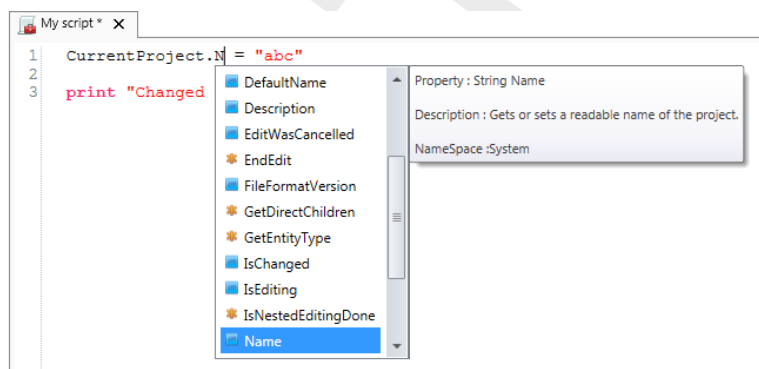 My script * X
1 CurrentProject.N = "abc"
2
3 print "Changed
DefaultName
Description
EditWasCancelled
EndEdit
FileFormatVersion
GetDirectChildren
GetEntityType
IsChanged
IsEditing
IsNestedEditingDone
Name
Property : String Name
Description : Gets or sets a readable name of the project.
NameSpace :System